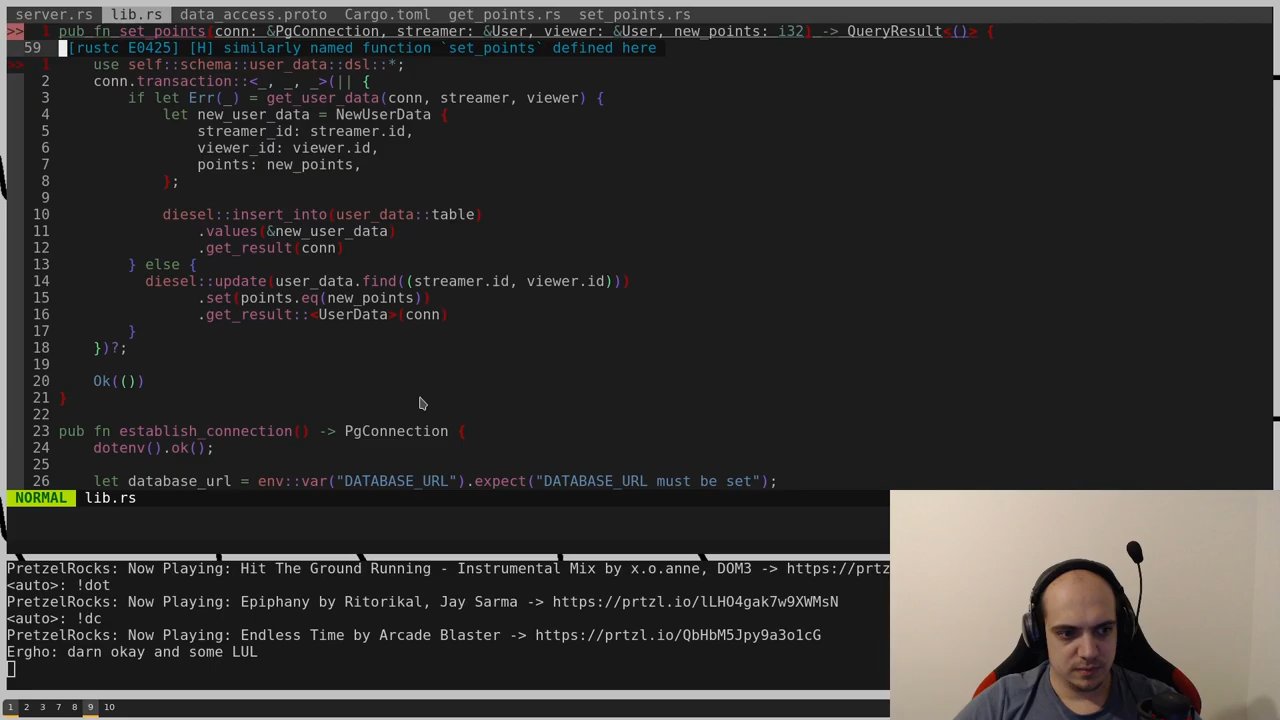 server.rs lib.rs data_access.proto Cargo.toml get_points.rs set_points.rs
>> 1 pub fn set_points(conn: &PgConnection, streamer: &User, viewer: &User, new_points: i32) -> QueryResult<()> {
59 [rustc E0425] [H] similarly named function `set_points` defined here
>> 1 use self::schema::user_data::dsl::*;
2 conn.transaction::<_, _, _>(|| {
3 if let Err(_) = get_user_data(conn, streamer, viewer) {
4 let new_user_data = NewUserData {
5 streamer_id: streamer.id,
6 viewer_id: viewer.id,
7 points: new_points,
8 };
9
10 diesel::insert_into(user_data::table)
11 .values(&new_user_data)
12 .get_result(conn)
13 } else {
14 diesel::update(user_data.find((streamer.id, viewer.id)))
15 .set(points.eq(new_points))
16 .get_result::<UserData>(conn)
17 }
18 })?;
19
20 Ok(())
21 }
22
23 pub fn establish_connection() -> PgConnection {
24 dotenv().ok();
25
26 let database_url = env::var("DATABASE_URL").expect("DATABASE_URL must be set");
NORMAL lib.rs
PretzelRocks: Now Playing: Hit The Ground Running - Instrumental Mix by x.o.anne, DOM3 -> https://prtz
<auto>: !dot
PretzelRocks: Now Playing: Epiphany by Ritorikal, Jay Sarma -> https://prtzl.io/lLHO4gak7w9XWMsN
<auto>: !dc
PretzelRocks: Now Playing: Endless Time by Arcade Blaster -> https://prtzl.io/QbHbM5Jpy9a3o1cG
Ergho: darn okay and some LUL
1 2 3 7 8 9 10